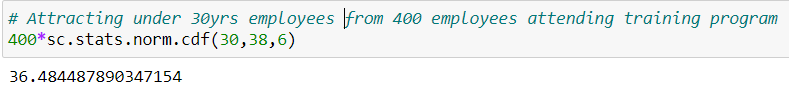 # Attracting under 30yrs employees from 400 employees attending training program
400*sc.stats.norm.cdf(30,38,6)
36.484487890347154